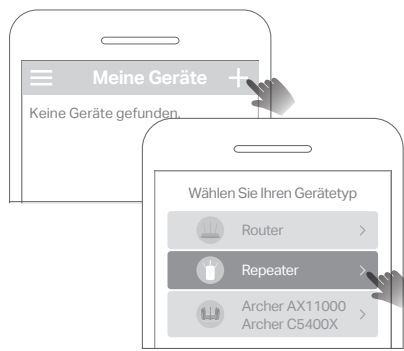 Meine Geräte
Keine Geräte gefunden.
Wählen Sie Ihren Gerätetyp
Router
Repeater
Archer AX11000
Archer C5400X